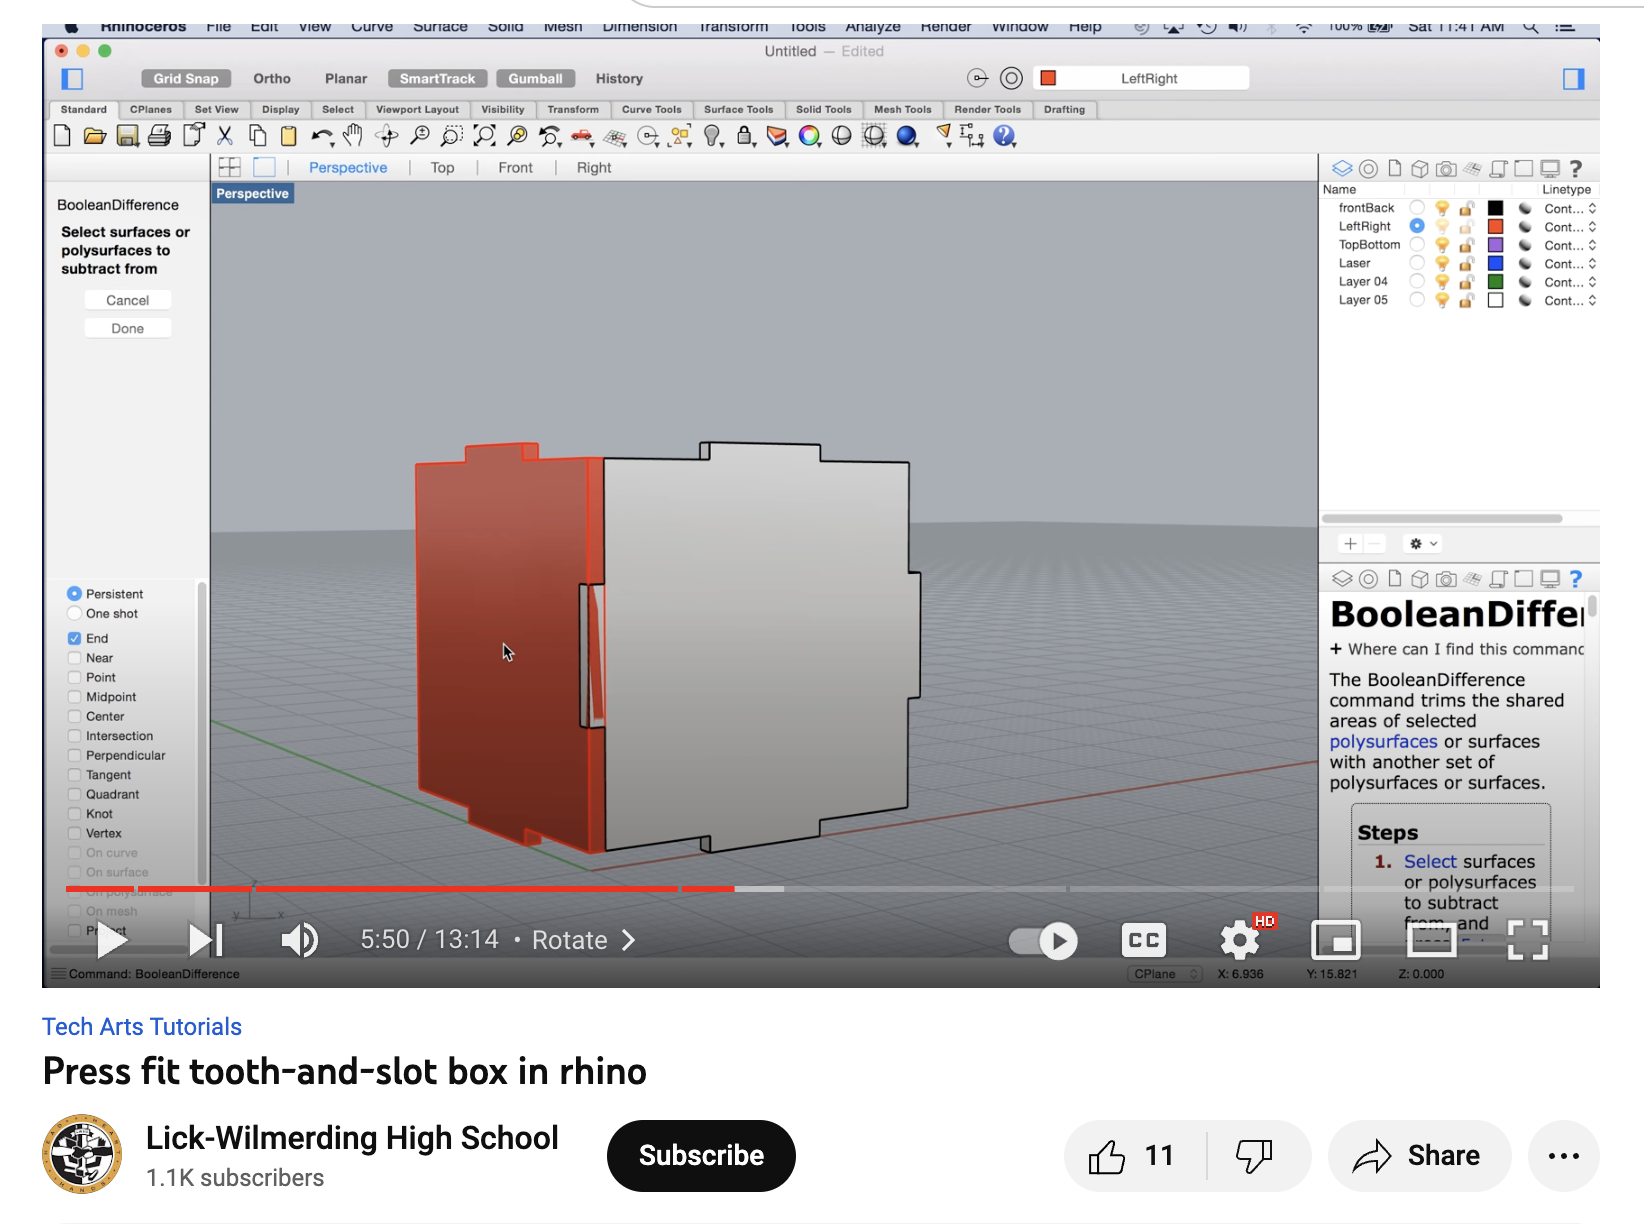 Rhinoceros File Edit View Curve Surface Solid Mesh Dimension Transform Tools Analyze Render Window Help 100% Sat 11:41 AM
Untitled — Edited
Grid Snap Ortho Planar SmartTrack Gumball History LeftRight
Standard CPlanes Set View Display Select Viewport Layout Visibility Transform Curve Tools Surface Tools Solid Tools Mesh Tools Render Tools Drafting
Perspective Top Front Right
Perspective
BooleanDifference
Select surfaces or
polysurfaces to
subtract from
Cancel
Done
Persistent
One shot
End
Near
Point
Midpoint
Center
Intersection
Perpendicular
Tangent
Quadrant
Knot
Vertex
On curve
On surface
On polysurface
On mesh
Project
Name Linetype
frontBack Cont...
LeftRight Cont...
TopBottom Cont...
Laser Cont...
Layer 04 Cont...
Layer 05 Cont...
BooleanDiffe
+ Where can I find this command
The BooleanDifference
command trims the shared
areas of selected
polysurfaces or surfaces
with another set of
polysurfaces or surfaces.
Steps
1. Select surfaces
or polysurfaces
to subtract
from, and
z
y x
5:50 / 13:14 • Rotate
CC
HD
Command: BooleanDifference
CPlane X: 6.936 Y: 15.821 Z: 0.000
Tech Arts Tutorials
Press fit tooth-and-slot box in rhino
Lick-Wilmerding High School
1.1K subscribers
Subscribe
11
Share